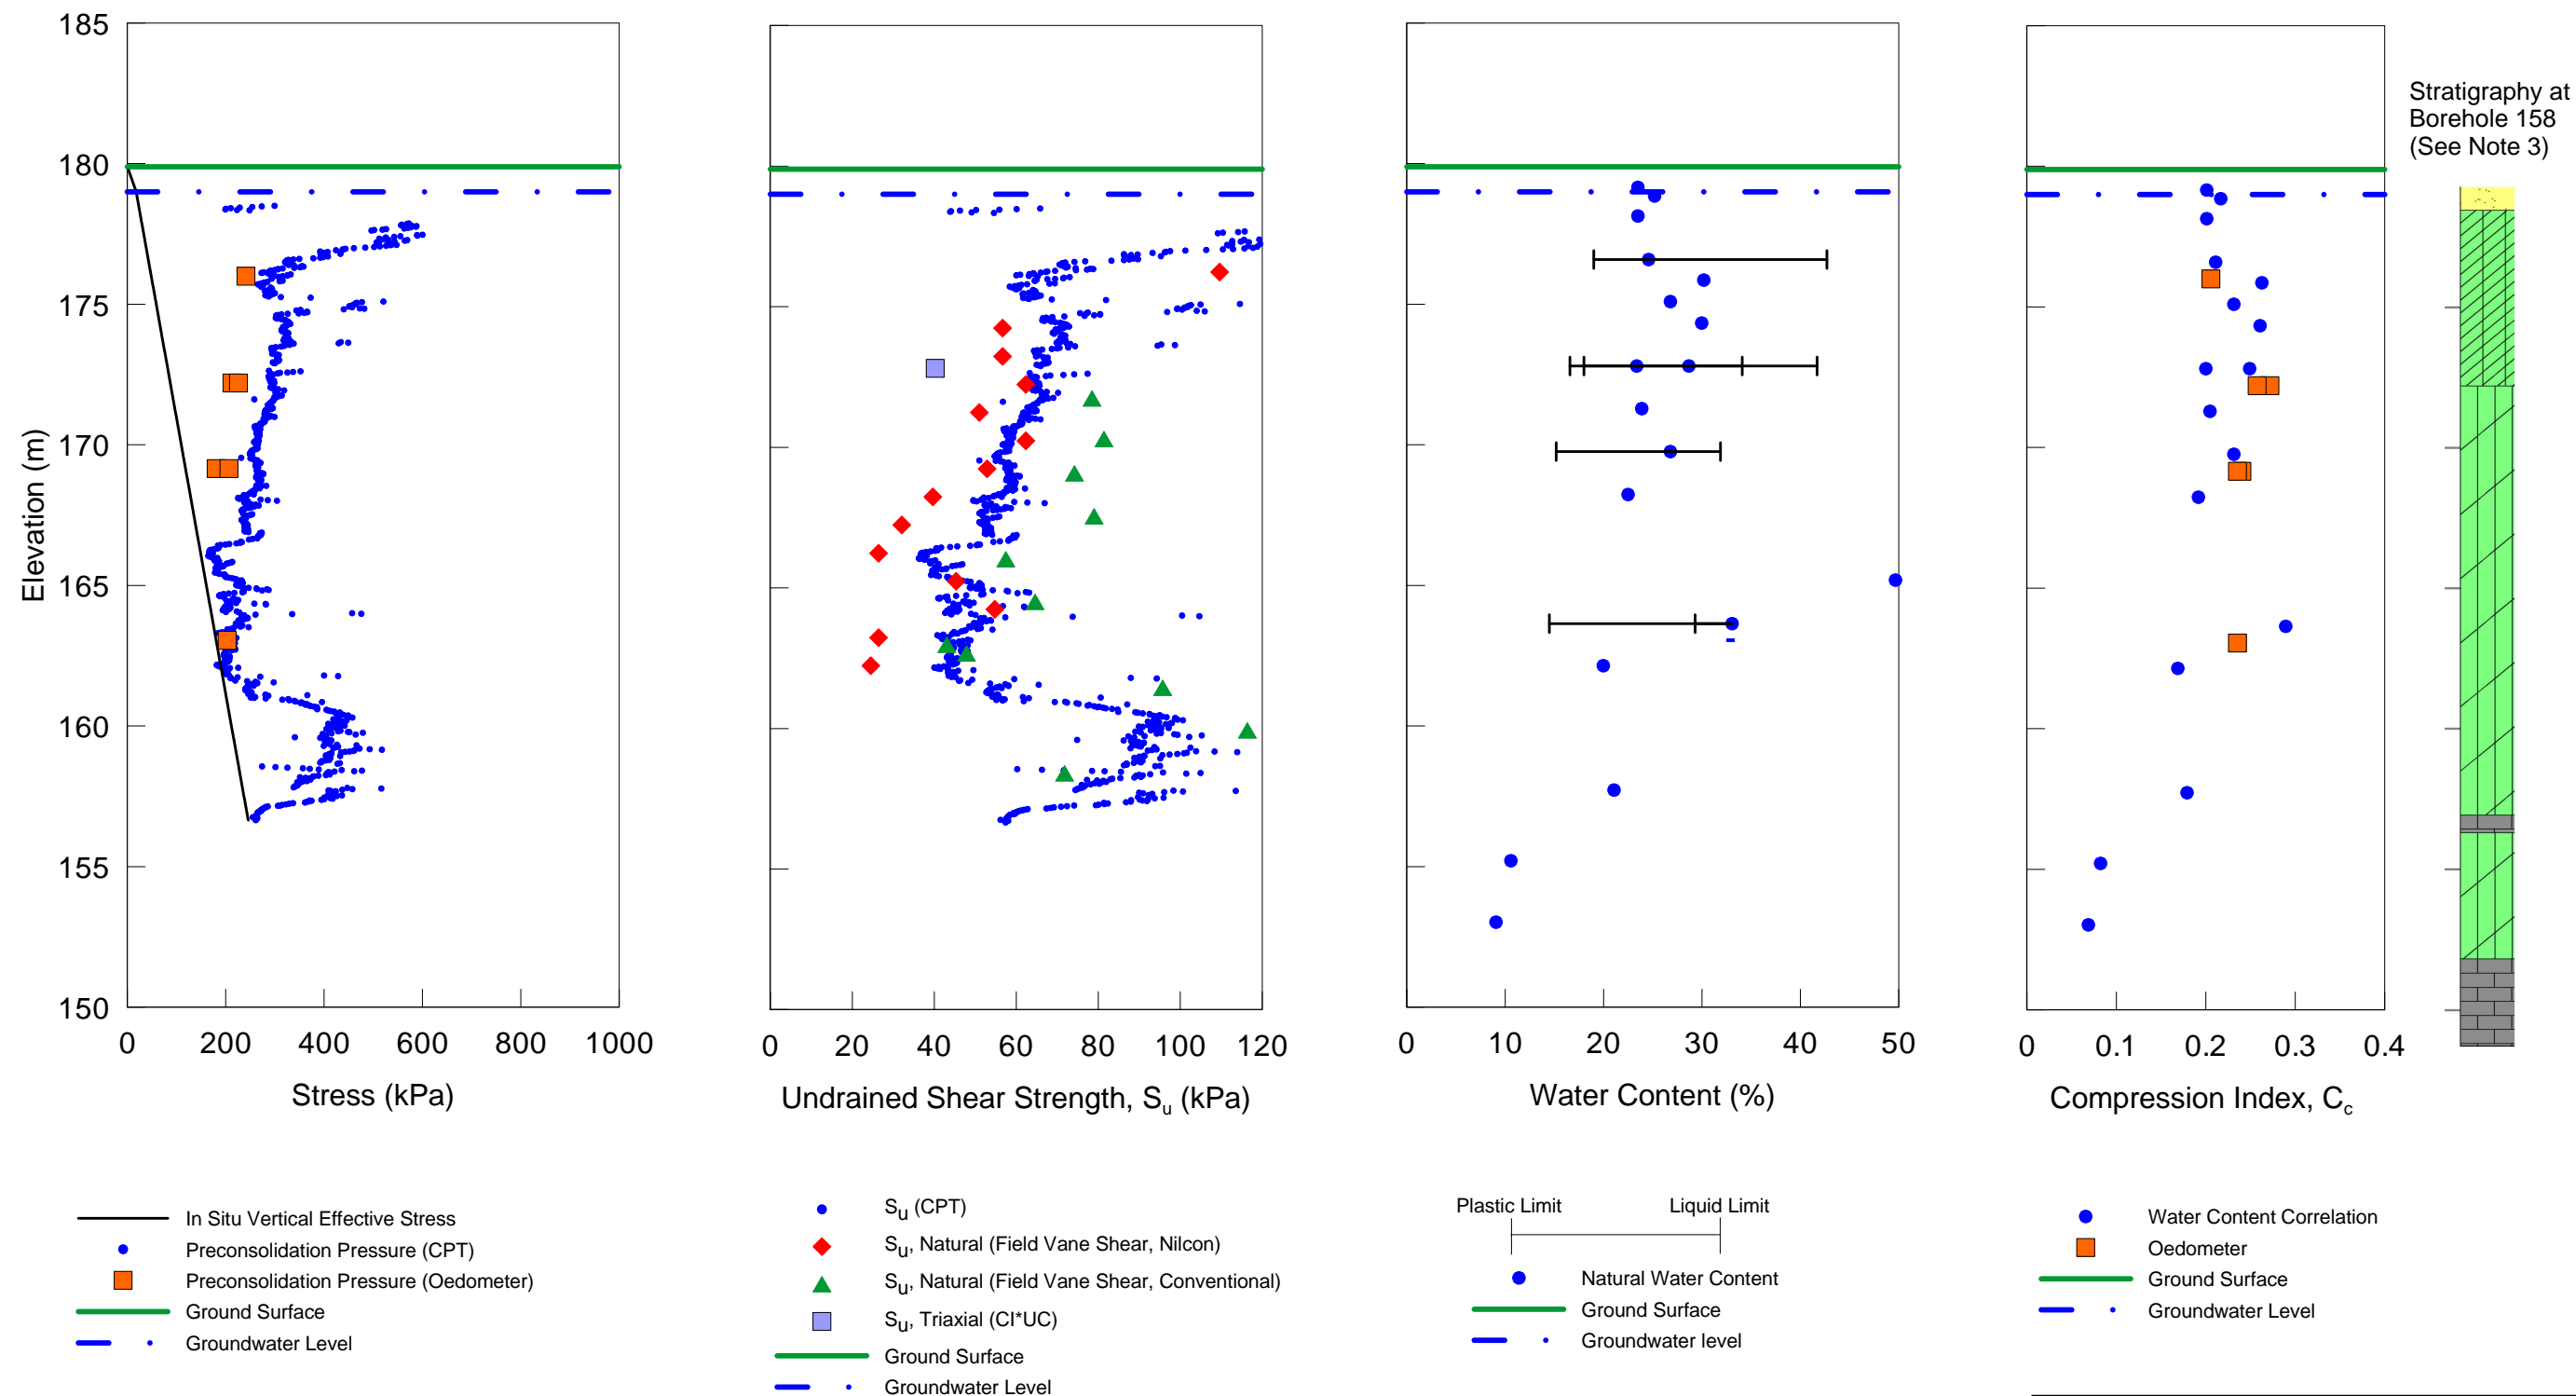 185
180
175
170
165
160
155
150
Elevation (m)
0 200 400 600 800 1000
Stress (kPa)
In Situ Vertical Effective Stress
Preconsolidation Pressure (CPT)
Preconsolidation Pressure (Oedometer)
Ground Surface
Groundwater Level
0 20 40 60 80 100 120
Undrained Shear Strength, Su (kPa)
Su (CPT)
Su, Natural (Field Vane Shear, Nilcon)
Su, Natural (Field Vane Shear, Conventional)
Su, Triaxial (CI*UC)
Ground Surface
Groundwater Level
0 10 20 30 40 50
Water Content (%)
Plastic Limit Liquid Limit
Natural Water Content
Ground Surface
Groundwater level
0 0.1 0.2 0.3 0.4
Compression Index, Cc
Water Content Correlation
Oedometer
Ground Surface
Groundwater Level
Stratigraphy at
Borehole 158
(See Note 3)